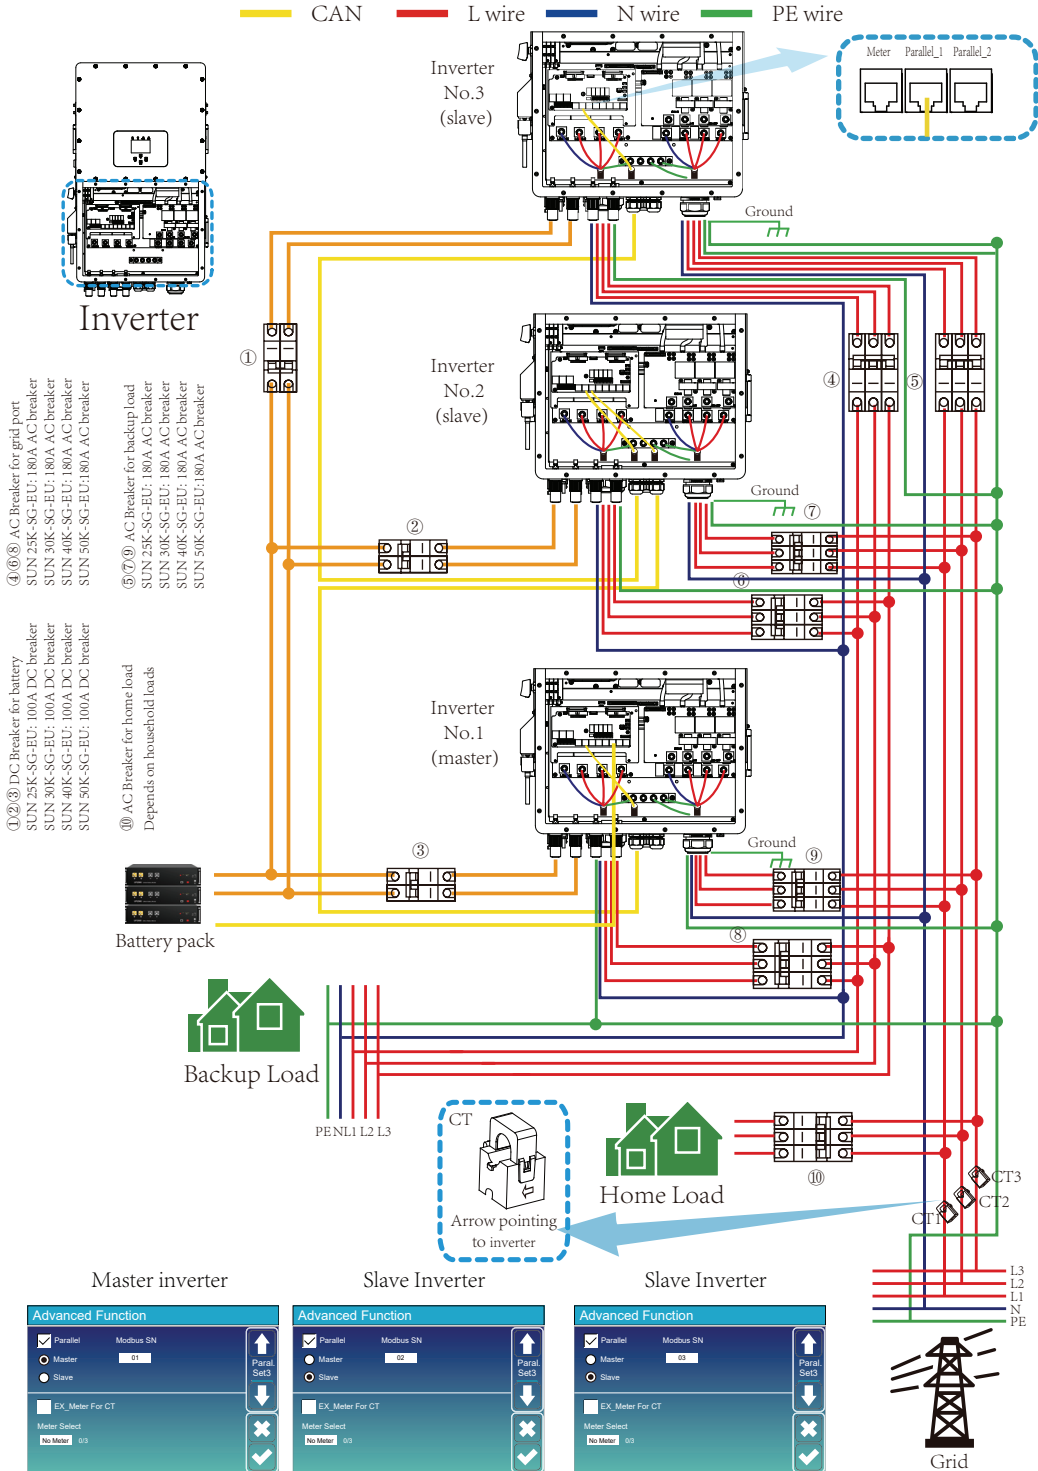 CAN
L wire
N wire
PE wire
Inverter
No.3
(slave)
Meter
Parallel_1
Parallel_2
Ground
Inverter
①
Inverter
No.2
(slave)
④
⑤
④⑥⑧ AC Breaker for grid port
SUN 25K-SG-EU: 180A AC breaker
SUN 30K-SG-EU: 180A AC breaker
SUN 40K-SG-EU: 180A AC breaker
SUN 50K-SG-EU:180A AC breaker
⑤⑦⑨ AC Breaker for backup load
SUN 25K-SG-EU: 180A AC breaker
SUN 30K-SG-EU: 180A AC breaker
SUN 40K-SG-EU: 180A AC breaker
SUN 50K-SG-EU:180A AC breaker
Ground
⑦
②
⑥
①②③ DC Breaker for battery
SUN 25K-SG-EU: 100A DC breaker
SUN 30K-SG-EU: 100A DC breaker
SUN 40K-SG-EU: 100A DC breaker
SUN 50K-SG-EU: 100A DC breaker
⑩ AC Breaker for home load
Depends on household loads
Inverter
No.1
(master)
Ground
③
⑨
⑧
Battery pack
Backup Load
PE N L1 L2 L3
CT
Arrow pointing
to inverter
Home Load
⑩
CT3
CT2
CT1
L3
L2
L1
N
PE
Grid
Master inverter
Advanced Function
Parallel
Modbus SN
Master
01
Slave
Paral.
Set3
EX_Meter For CT
Meter Select
No Meter 0/3
Slave Inverter
Advanced Function
Parallel
Modbus SN
Master
02
Slave
Paral.
Set3
EX_Meter For CT
Meter Select
No Meter 0/3
Slave Inverter
Advanced Function
Parallel
Modbus SN
Master
03
Slave
Paral.
Set3
EX_Meter For CT
Meter Select
No Meter 0/3